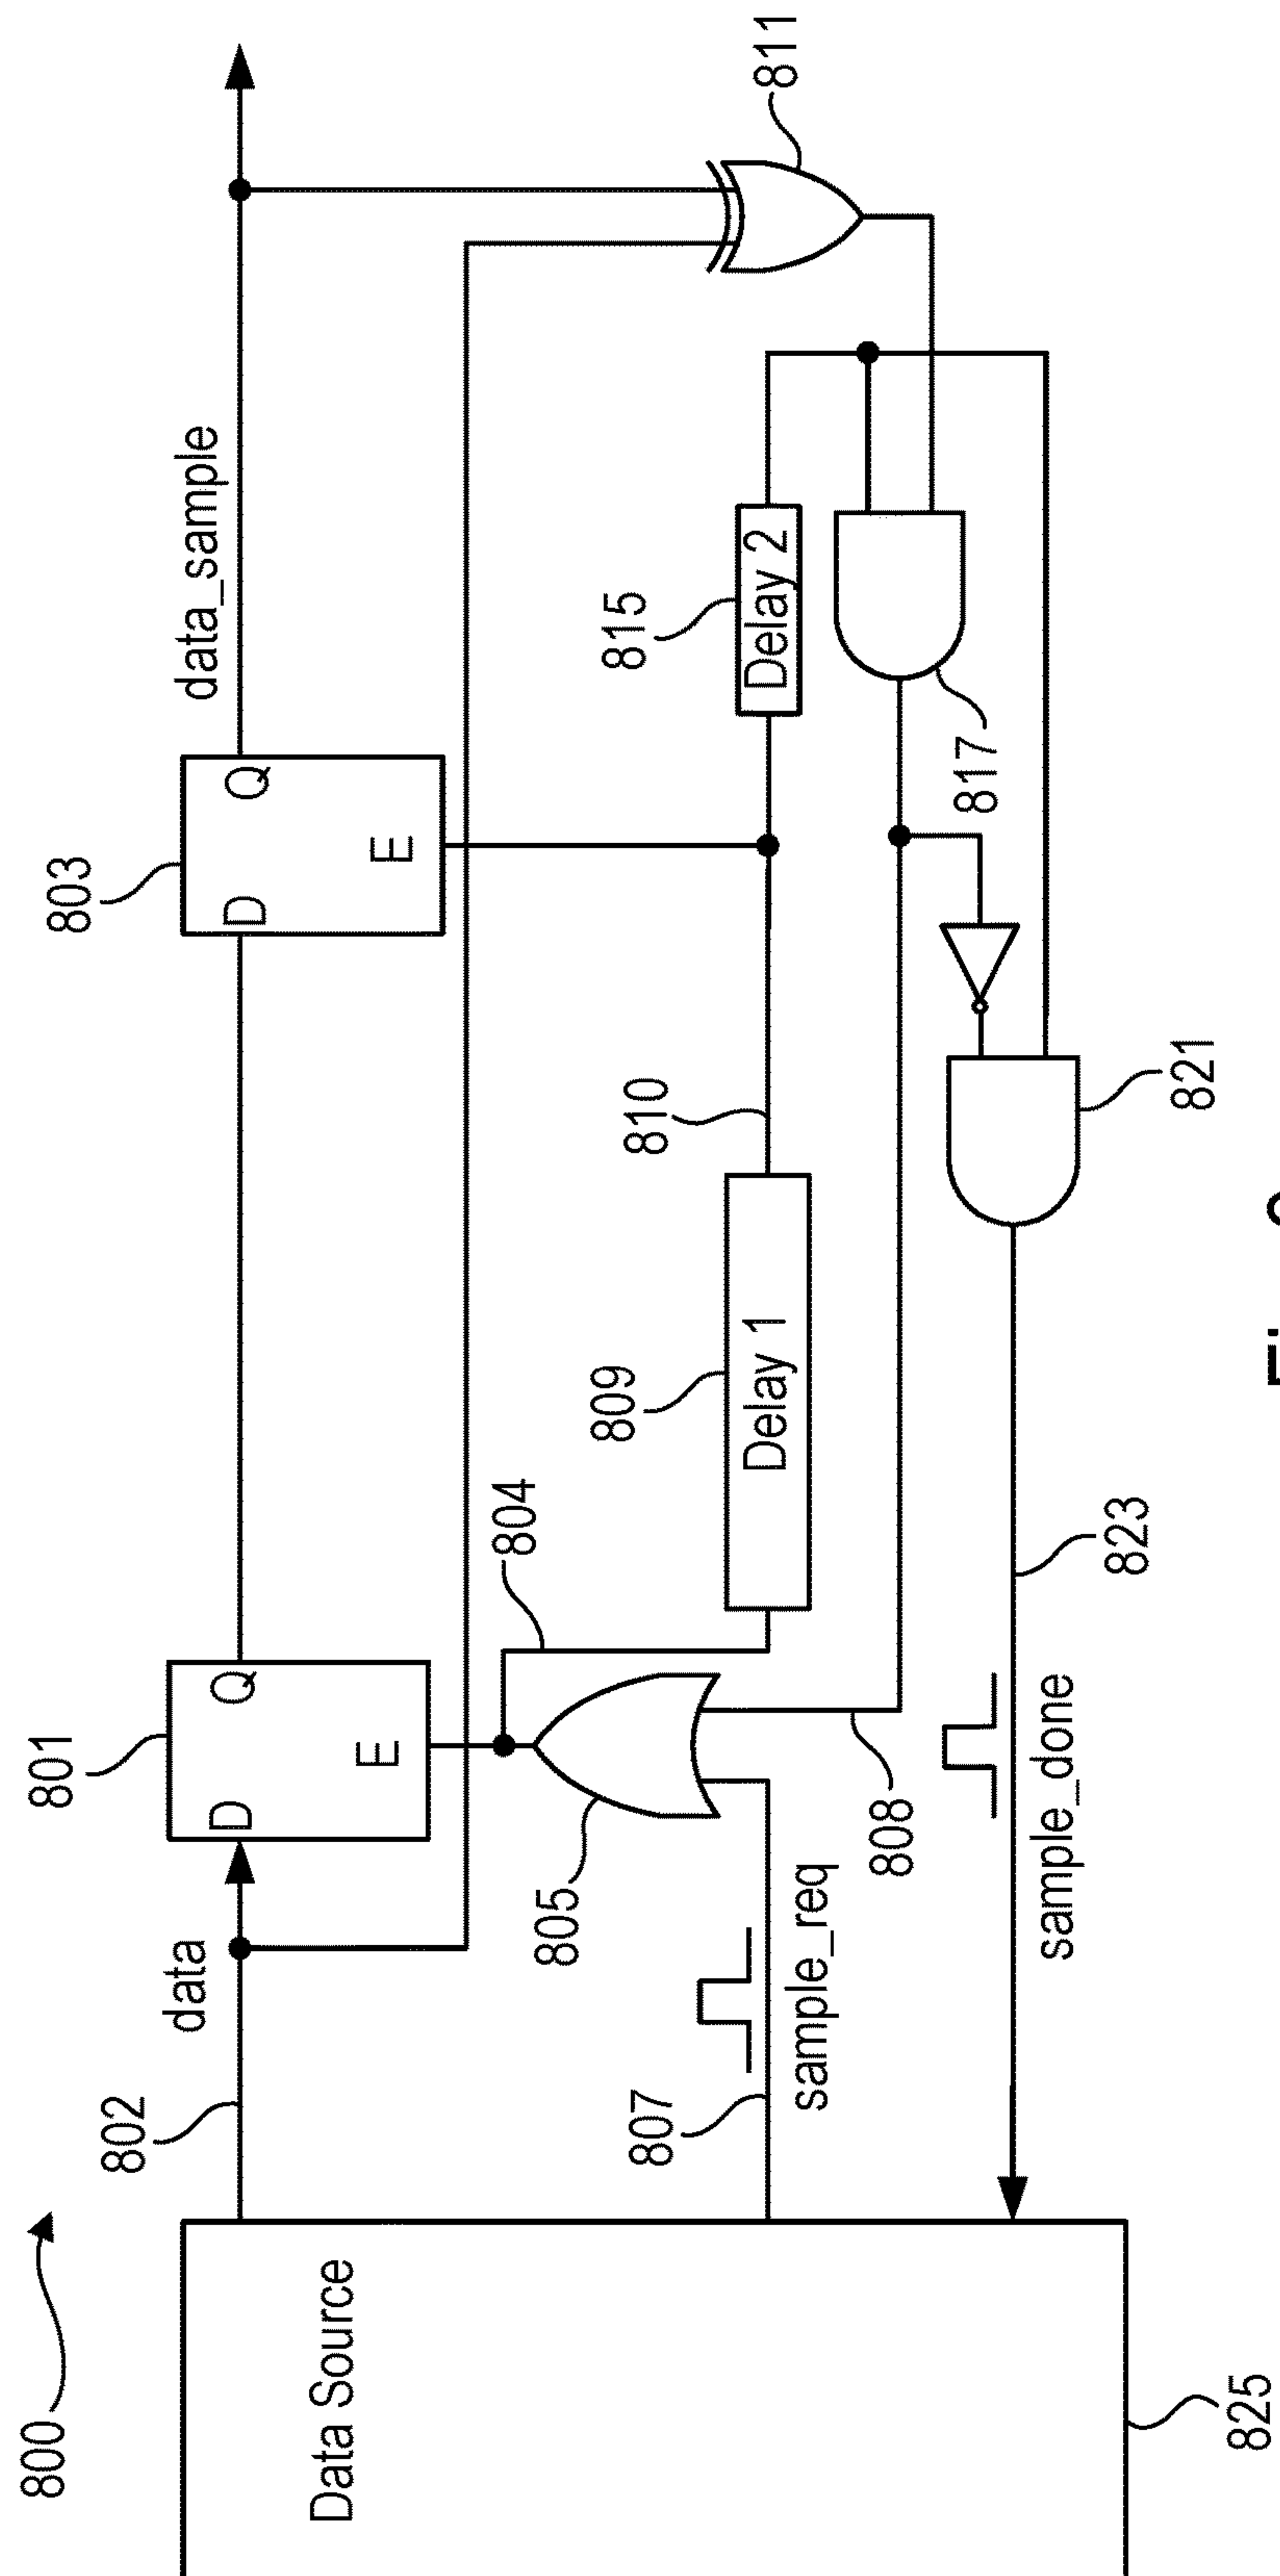 800
802
data
801
D
Q
E
803
D
Q
E
data_sample
804
805
807
sample_req
808
809
Delay 1
810
815
Delay 2
811
817
821
823
sample_done
Data Source
825